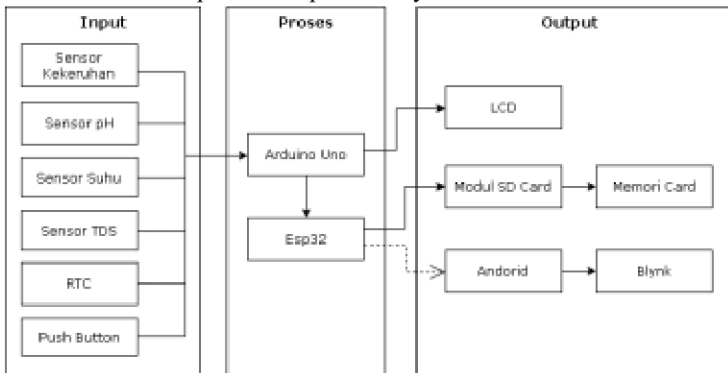 Input
Sensor
Kekeruhan
Sensor pH
Sensor Suhu
Sensor TDS
RTC
Push Button
Proses
Arduino Uno
Esp32
Output
LCD
Modul SD Card
Memori Card
Andorid
Blynk